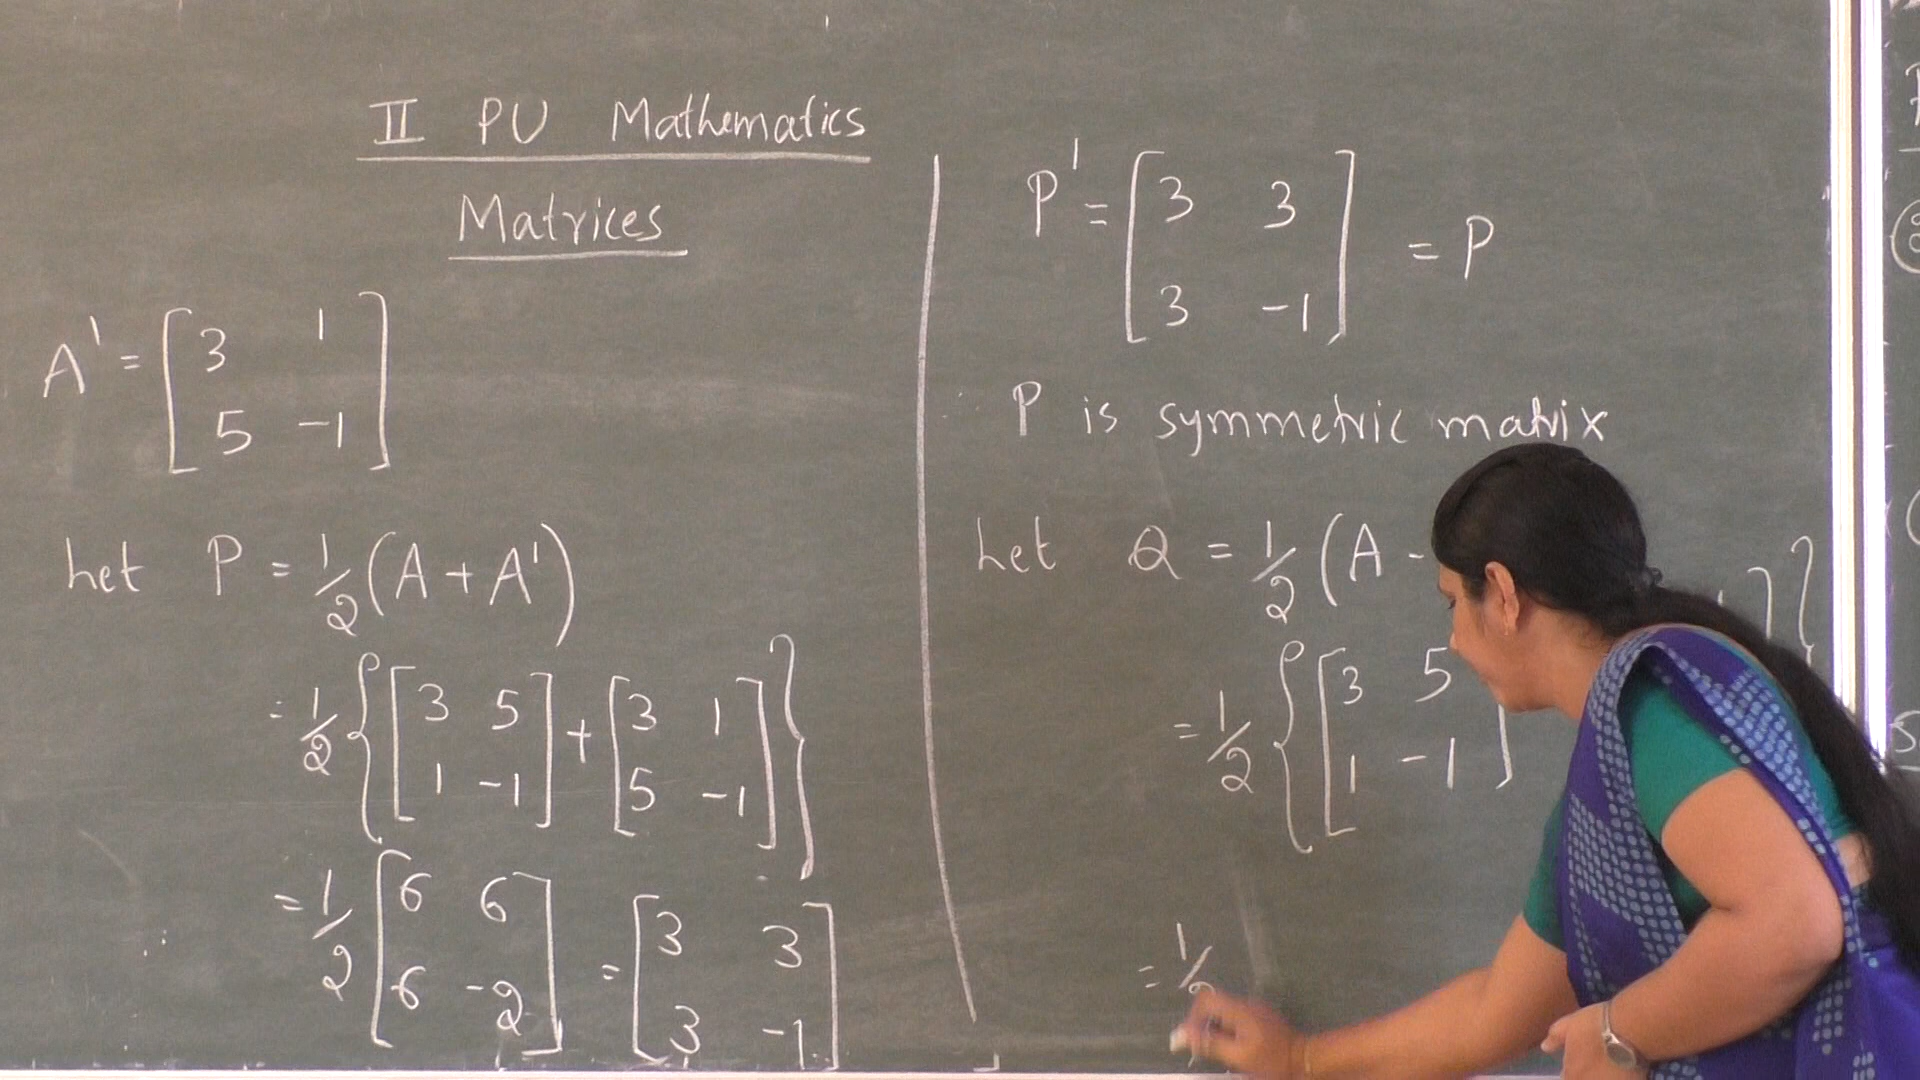 II PU Mathematics
Matrices
A' = [3 1
5 -1]
Let P = 1/2 (A + A')
= 1/2 {[3 5
1 -1] + [3 1
5 -1]}
= 1/2 [6 6
6 -2] = [3 3
3 -1]
P' = [3 3
3 -1] = P
∴ P is symmetric matrix
Let Q = 1/2 (A -
= 1/2 {[3 5
1 -1]
= 1/2